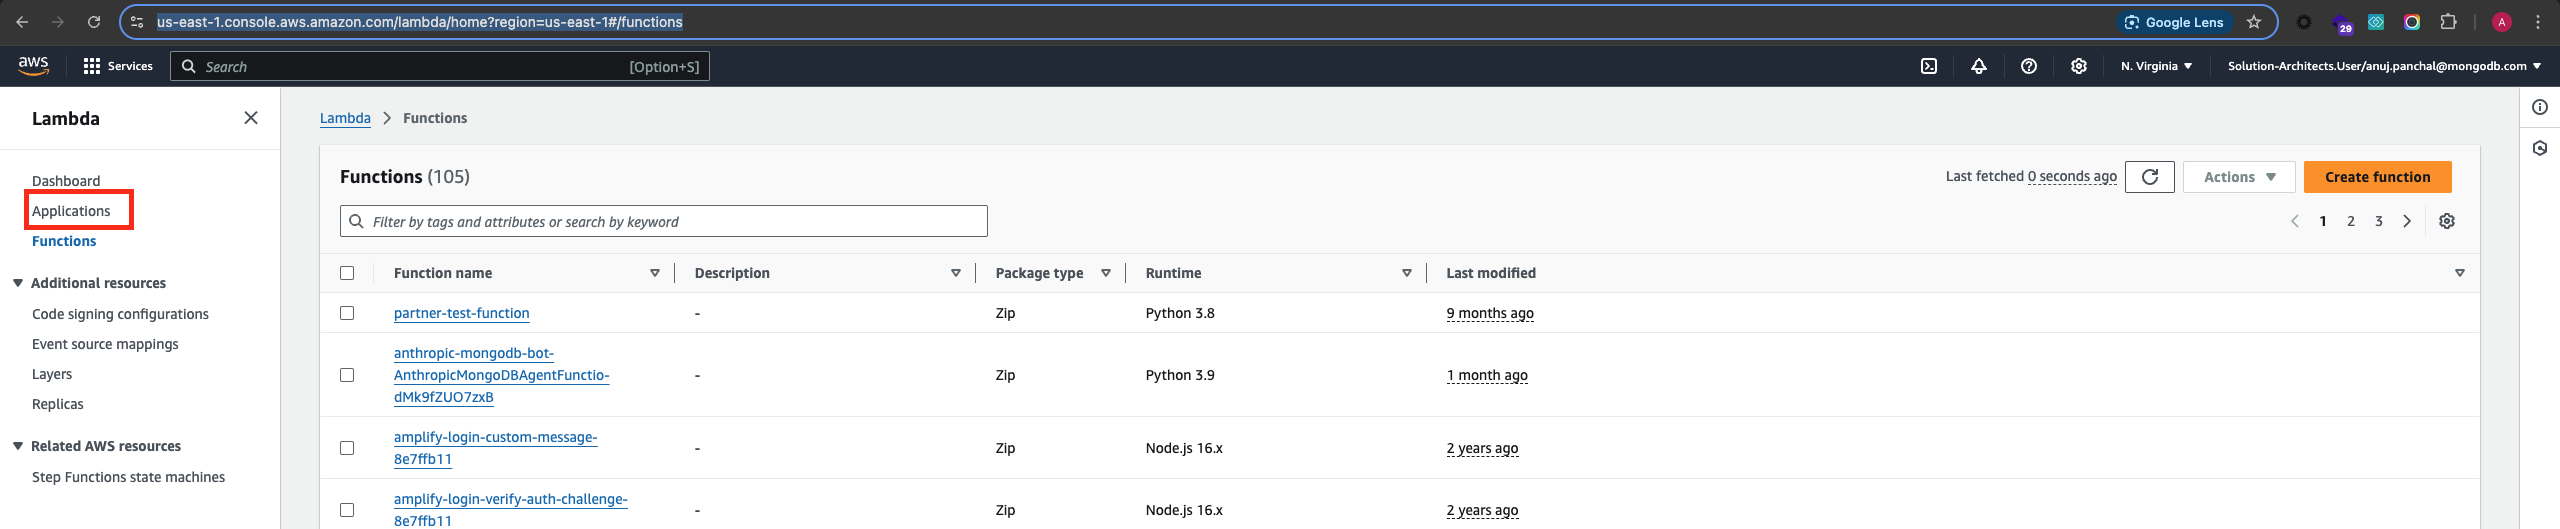 us-east-1.console.aws.amazon.com/lambda/home?region=us-east-1#/functions
Google Lens
29
A
aws
Services
Search
[Option+S]
N. Virginia
Solution-Architects.User/anuj.panchal@mongodb.com
Lambda
Dashboard
Applications
Functions
Additional resources
Code signing configurations
Event source mappings
Layers
Replicas
Related AWS resources
Step Functions state machines
Lambda > Functions
Functions (105)
Last fetched 0 seconds ago
Actions
Create function
Filter by tags and attributes or search by keyword
1 2 3
Function name Description Package type Runtime Last modified
partner-test-function - Zip Python 3.8 9 months ago
anthropic-mongodb-bot-
AnthropicMongoDBAgentFunctio- - Zip Python 3.9 1 month ago
dMk9fZUO7zxB
amplify-login-custom-message- - Zip Node.js 16.x 2 years ago
8e7ffb11
amplify-login-verify-auth-challenge- - Zip Node.js 16.x 2 years ago
8e7ffb11